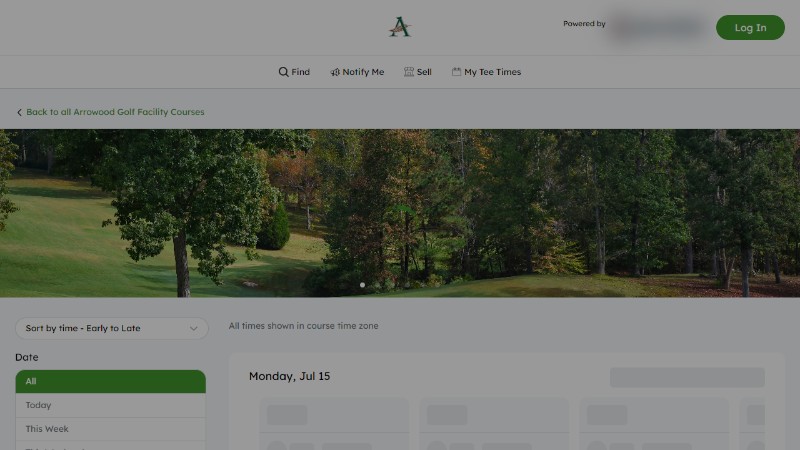 A
Powered by
Log In
Find
Notify Me
Sell
My Tee Times
Back to all Arrowood Golf Facility Courses
Sort by time - Early to Late
All times shown in course time zone
Date
All
Today
This Week
Monday, Jul 15